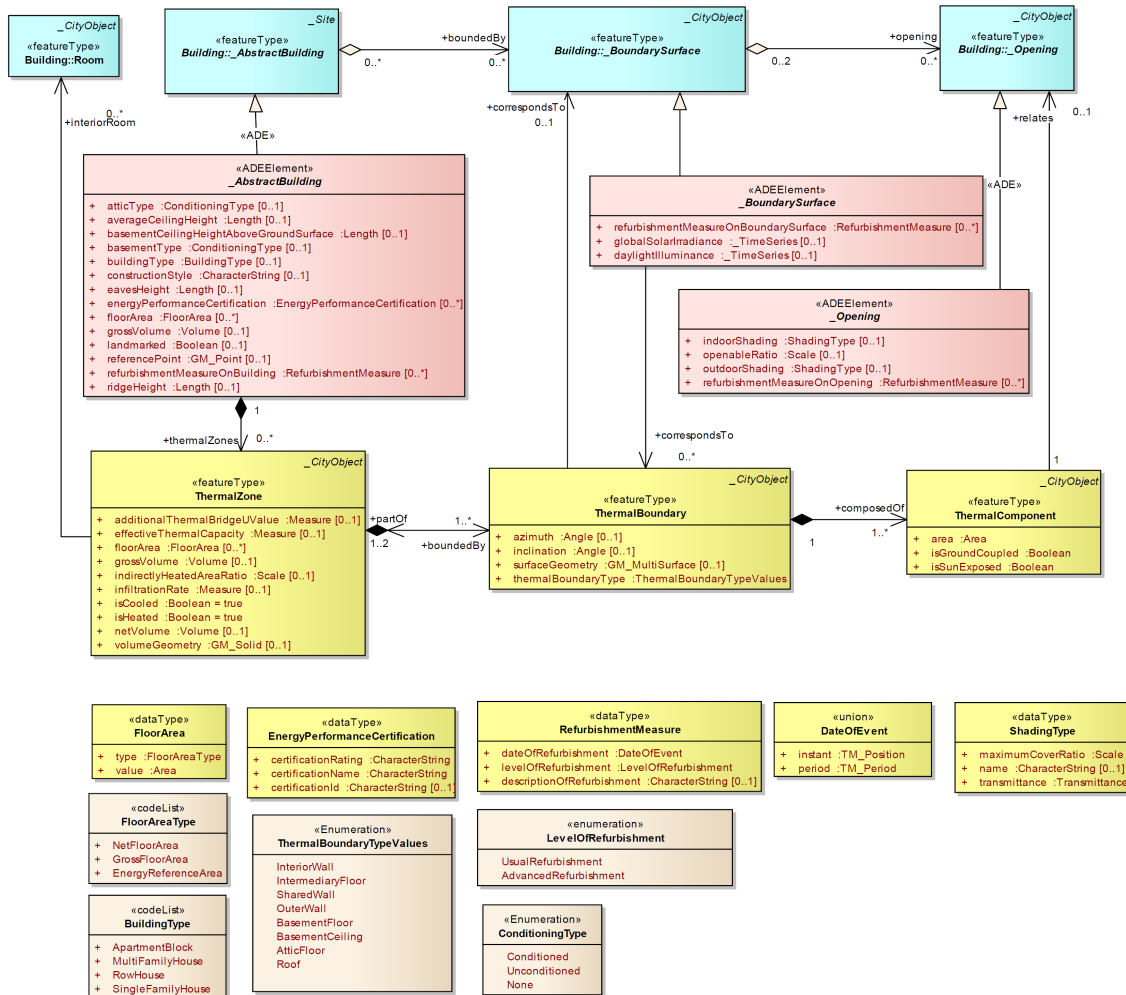 _CityObject
«featureType»
Building::Room
_Site
«featureType»
Building::_AbstractBuilding
+boundedBy
0..*
0..*
_CityObject
«featureType»
Building::_BoundarySurface
+opening
0..2
0..*
_CityObject
«featureType»
Building::_Opening
0..*
+interiorRoom
«ADE»
+correspondsTo
0..1
+relates
0..1
«ADE»
«ADEElement»
_AbstractBuilding
+ atticType :ConditioningType [0..1]
+ averageCeilingHeight :Length [0..1]
+ basementCeilingHeightAboveGroundSurface :Length [0..1]
+ basementType :ConditioningType [0..1]
+ buildingType :BuildingType [0..1]
+ constructionStyle :CharacterString [0..1]
+ eavesHeight :Length [0..1]
+ energyPerformanceCertification :EnergyPerformanceCertification [0..*]
+ floorArea :FloorArea [0..*]
+ grossVolume :Volume [0..1]
+ landmarked :Boolean [0..1]
+ referencePoint :GM_Point [0..1]
+ refurbishmentMeasureOnBuilding :RefurbishmentMeasure [0..*]
+ ridgeHeight :Length [0..1]
«ADEElement»
_BoundarySurface
+ refurbishmentMeasureOnBoundarySurface :RefurbishmentMeasure [0..*]
+ globalSolarIrradiance :_TimeSeries [0..1]
+ daylightIlluminance :_TimeSeries [0..1]
«ADEElement»
_Opening
+ indoorShading :ShadingType [0..1]
+ openableRatio :Scale [0..1]
+ outdoorShading :ShadingType [0..1]
+ refurbishmentMeasureOnOpening :RefurbishmentMeasure [0..*]
1
+thermalZones
0..*
+correspondsTo
0..*
1
_CityObject
«featureType»
ThermalZone
+ additionalThermalBridgeUValue :Measure [0..1]
+ effectiveThermalCapacity :Measure [0..1]
+ floorArea :FloorArea [0..*]
+ grossVolume :Volume [0..1]
+ indirectlyHeatedAreaRatio :Scale [0..1]
+ infiltrationRate :Measure [0..1]
+ isCooled :Boolean = true
+ isHeated :Boolean = true
+ netVolume :Volume [0..1]
+ volumeGeometry :GM_Solid [0..1]
+partOf
1..2
1..*
+boundedBy
_CityObject
«featureType»
ThermalBoundary
+ azimuth :Angle [0..1]
+ inclination :Angle [0..1]
+ surfaceGeometry :GM_MultiSurface [0..1]
+ thermalBoundaryType :ThermalBoundaryTypeValues
+composedOf
1
1..*
_CityObject
«featureType»
ThermalComponent
+ area :Area
+ isGroundCoupled :Boolean
+ isSunExposed :Boolean
«dataType»
FloorArea
+ type :FloorAreaType
+ value :Area
«dataType»
EnergyPerformanceCertification
+ certificationRating :CharacterString
+ certificationName :CharacterString
+ certificationId :CharacterString [0..1]
«dataType»
RefurbishmentMeasure
+ dateOfRefurbishment :DateOfEvent
+ levelOfRefurbishment :LevelOfRefurbishment
+ descriptionOfRefurbishment :CharacterString [0..1]
«union»
DateOfEvent
+ instant :TM_Position
+ period :TM_Period
«dataType»
ShadingType
+ maximumCoverRatio :Scale
+ name :CharacterString [0..1]
+ transmittance :Transmittance
«codeList»
FloorAreaType
+ NetFloorArea
+ GrossFloorArea
+ EnergyReferenceArea
«Enumeration»
ThermalBoundaryTypeValues
InteriorWall
IntermediaryFloor
SharedWall
OuterWall
BasementFloor
BasementCeiling
AtticFloor
Roof
«enumeration»
LevelOfRefurbishment
UsualRefurbishment
AdvancedRefurbishment
«codeList»
BuildingType
+ ApartmentBlock
+ MultiFamilyHouse
+ RowHouse
+ SingleFamilyHouse
«Enumeration»
ConditioningType
Conditioned
Unconditioned
None